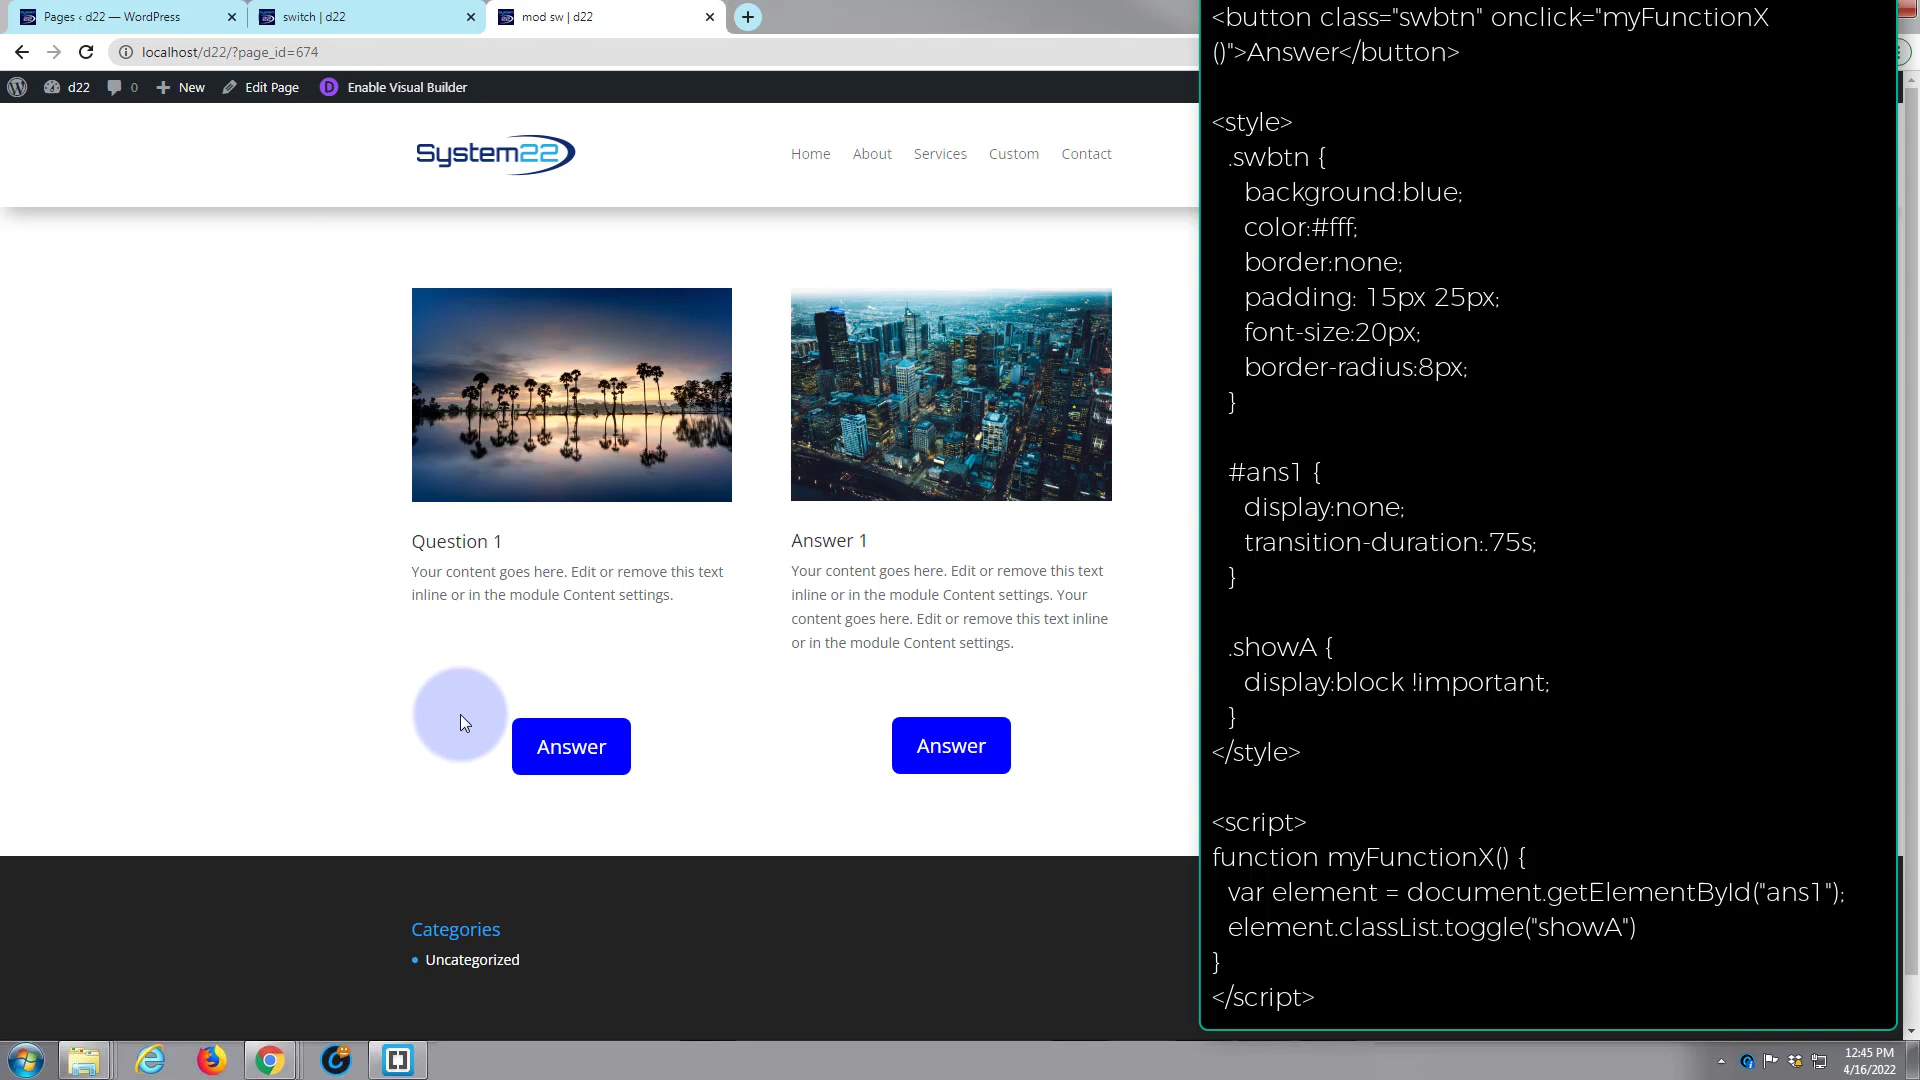 Pages ‹ d22 — WordPress
switch | d22
mod sw | d22
localhost/d22/?page_id=674
d22
0
New
Edit Page
Enable Visual Builder
System22
Home
About
Services
Custom
Contact
Question 1
Your content goes here. Edit or remove this text
inline or in the module Content settings.
Answer
Answer 1
Your content goes here. Edit or remove this text
inline or in the module Content settings. Your
content goes here. Edit or remove this text inline
or in the module Content settings.
Answer
Categories
Uncategorized
<button class="swbtn" onclick="myFunctionX
()">Answer</button>
<style>
.swbtn {
background:blue;
color:#fff;
border:none;
padding: 15px 25px;
font-size:20px;
border-radius:8px;
}
#ans1 {
display:none;
transition-duration:.75s;
}
.showA {
display:block !important;
}
</style>
<script>
function myFunctionX() {
var element = document.getElementById("ans1");
element.classList.toggle("showA")
}
</script>
12:45 PM
4/16/2022